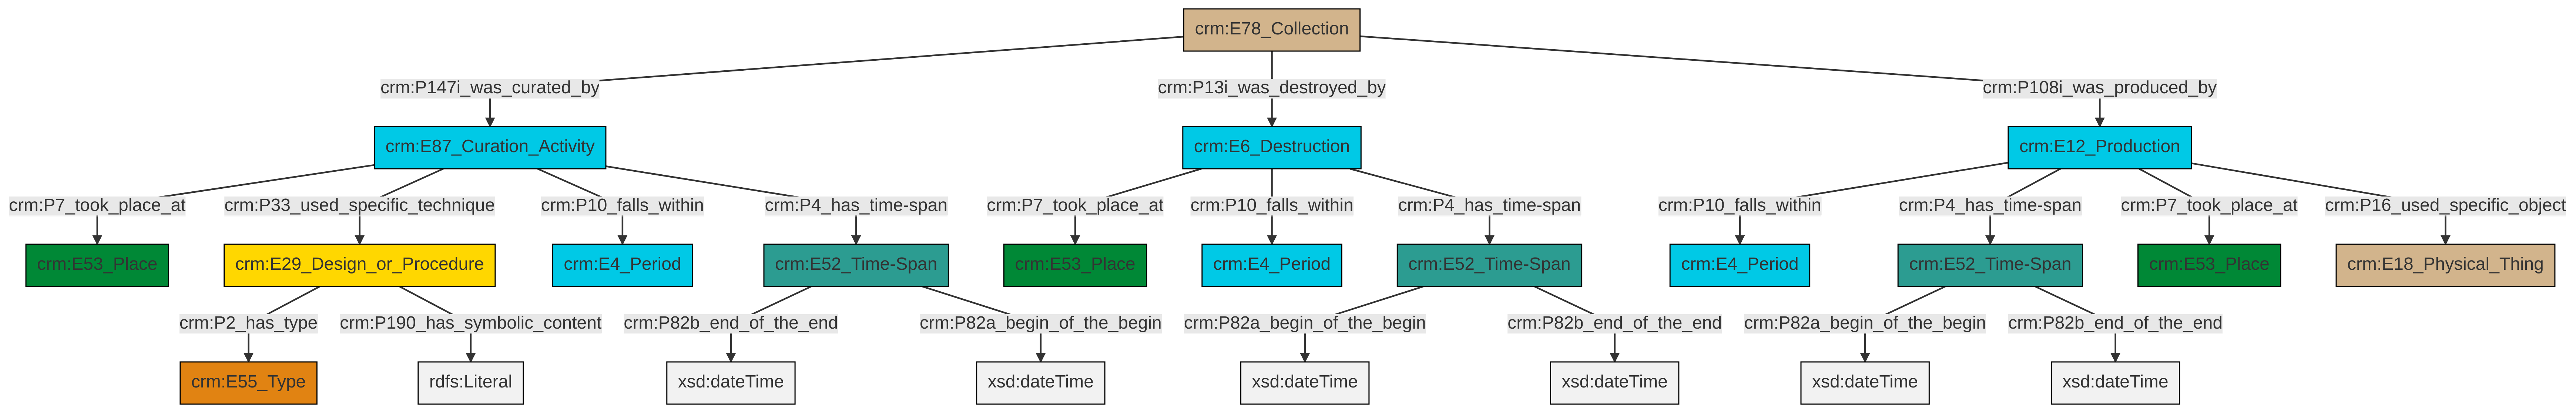 crm:E78_Collection
crm:P147i_was_curated_by
crm:P13i_was_destroyed_by
crm:P108i_was_produced_by
crm:E87_Curation_Activity
crm:E6_Destruction
crm:E12_Production
crm:P7_took_place_at
crm:P33_used_specific_technique
crm:P10_falls_within
crm:P4_has_time-span
crm:P7_took_place_at
crm:P10_falls_within
crm:P4_has_time-span
crm:P10_falls_within
crm:P4_has_time-span
crm:P7_took_place_at
crm:P16_used_specific_object
crm:E53_Place
crm:E29_Design_or_Procedure
crm:E4_Period
crm:E52_Time-Span
crm:E53_Place
crm:E4_Period
crm:E52_Time-Span
crm:E4_Period
crm:E52_Time-Span
crm:E53_Place
crm:E18_Physical_Thing
crm:P2_has_type
crm:P190_has_symbolic_content
crm:P82b_end_of_the_end
crm:P82a_begin_of_the_begin
crm:P82a_begin_of_the_begin
crm:P82b_end_of_the_end
crm:P82a_begin_of_the_begin
crm:P82b_end_of_the_end
crm:E55_Type
rdfs:Literal
xsd:dateTime
xsd:dateTime
xsd:dateTime
xsd:dateTime
xsd:dateTime
xsd:dateTime